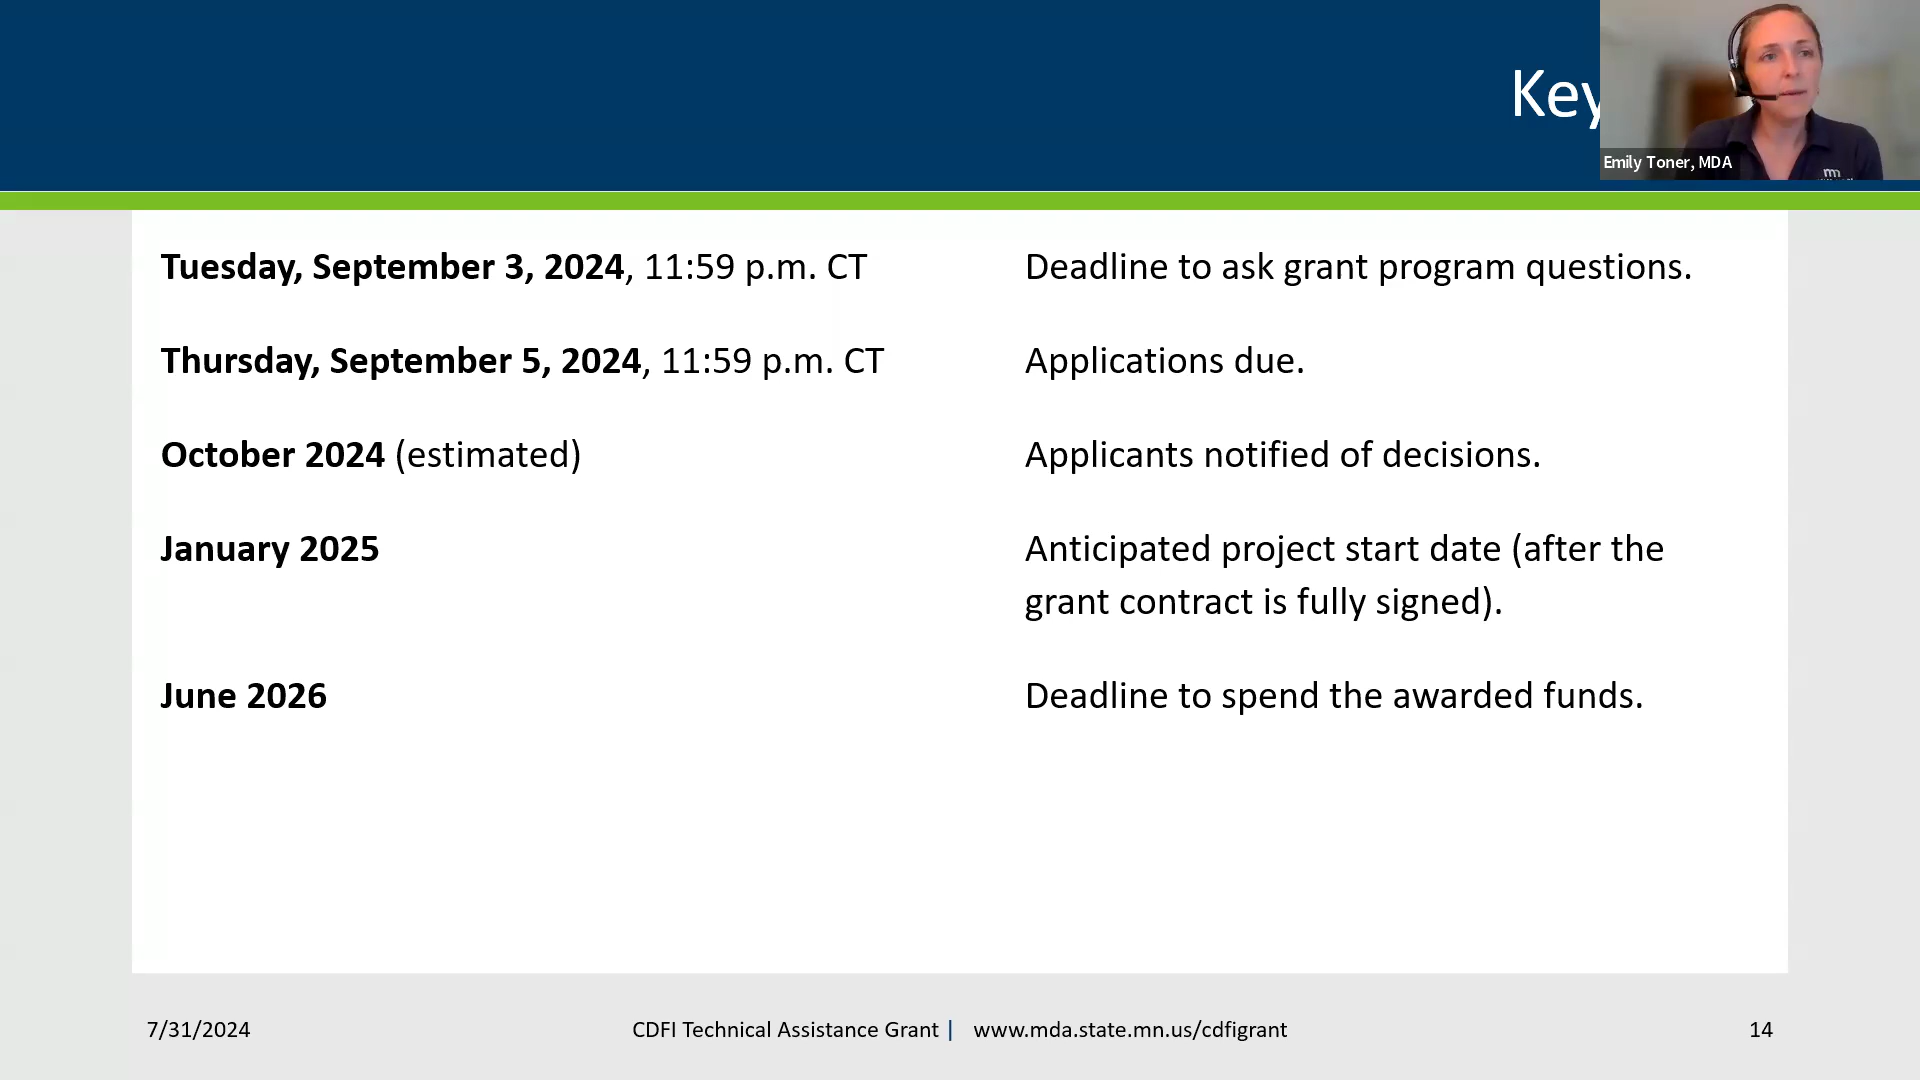 Key
Emily Toner, MDA
Tuesday, September 3, 2024, 11:59 p.m. CT
Deadline to ask grant program questions.
Thursday, September 5, 2024, 11:59 p.m. CT
Applications due.
October 2024 (estimated)
Applicants notified of decisions.
January 2025
Anticipated project start date (after the
grant contract is fully signed).
June 2026
Deadline to spend the awarded funds.
7/31/2024
CDFI Technical Assistance Grant | www.mda.state.mn.us/cdfigrant
14